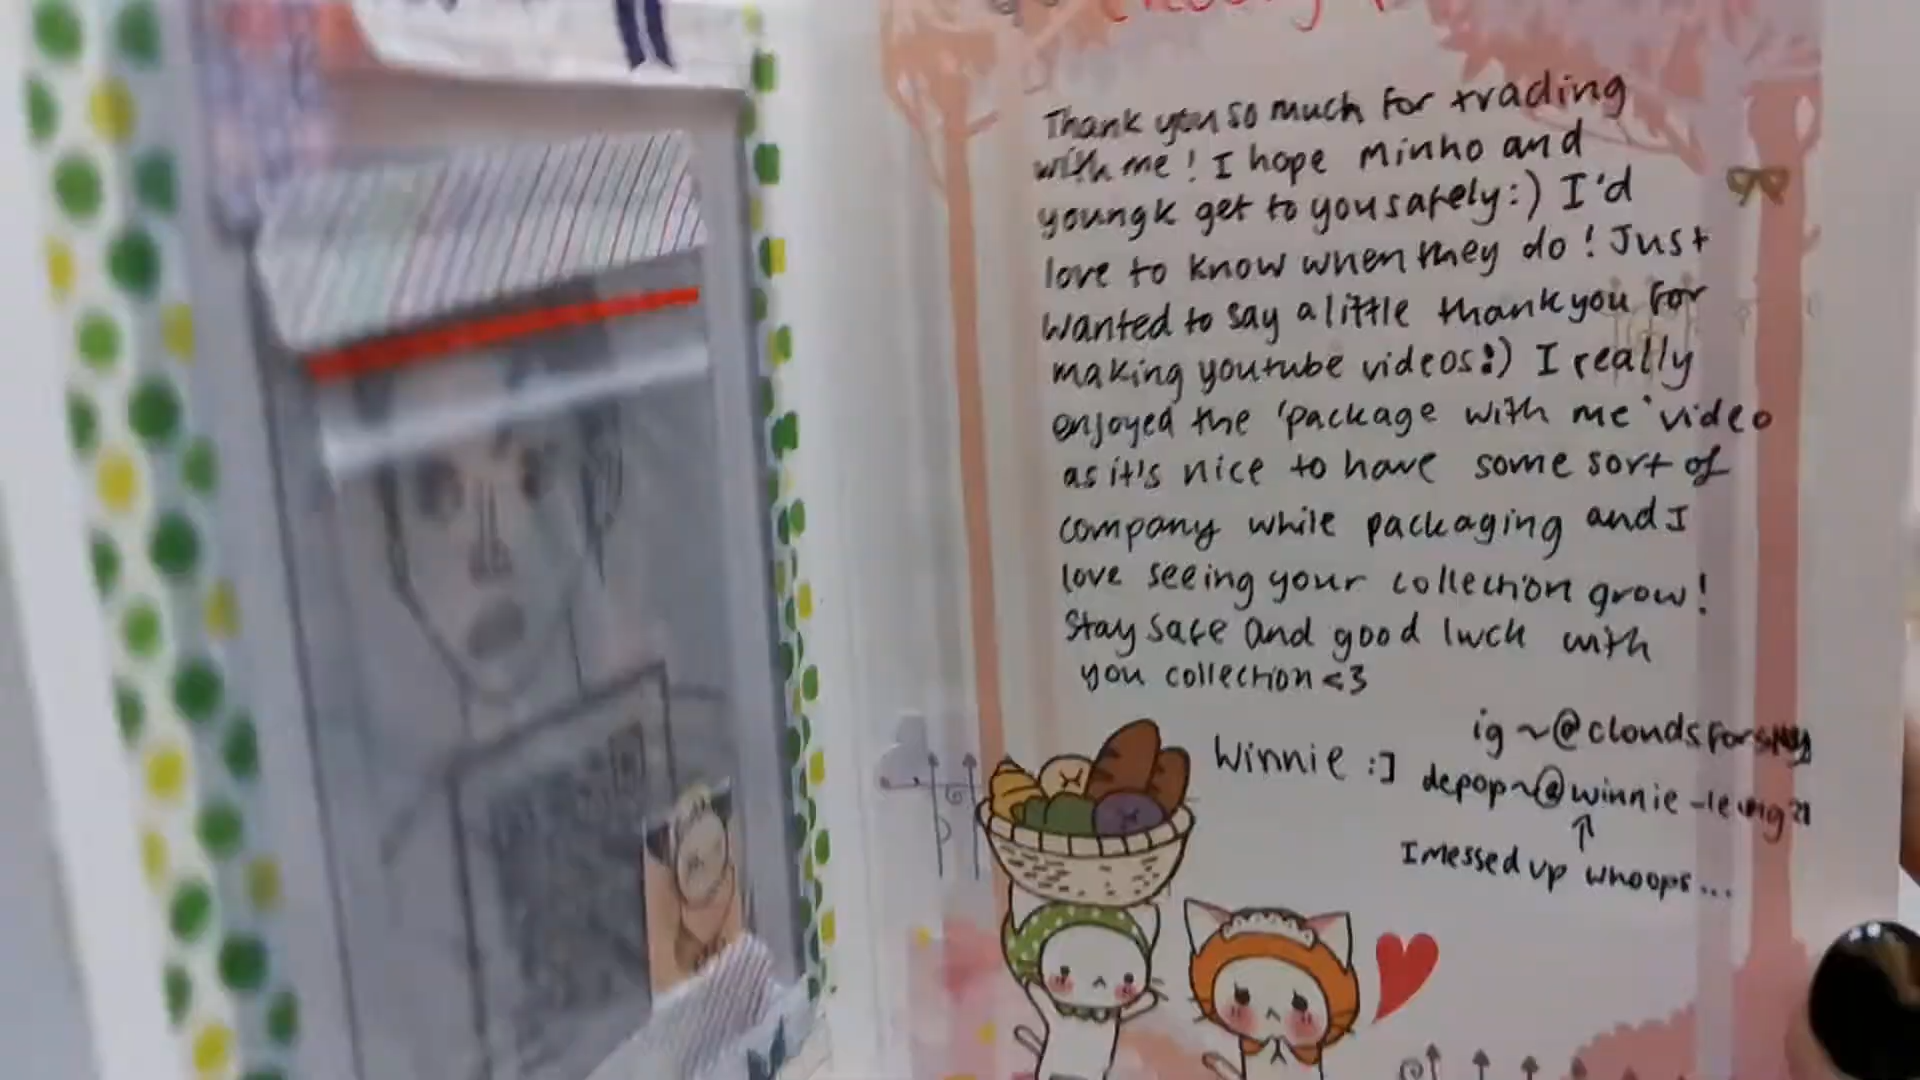 Thank you so much for trading
with me! I hope Minho and
youngk get to you safely:) I'd
love to know when they do! Just
wanted to say a little thank you for
making youtube videos:) I really
enjoyed the 'package with me' video
as it's nice to have some sort of
company while packaging and I
love seeing your collection grow!
Stay safe and good luck with
you collection <3
Winnie :]
ig ~@cloudsforsky
depop~@winnie-leung21
I messed up whoops...